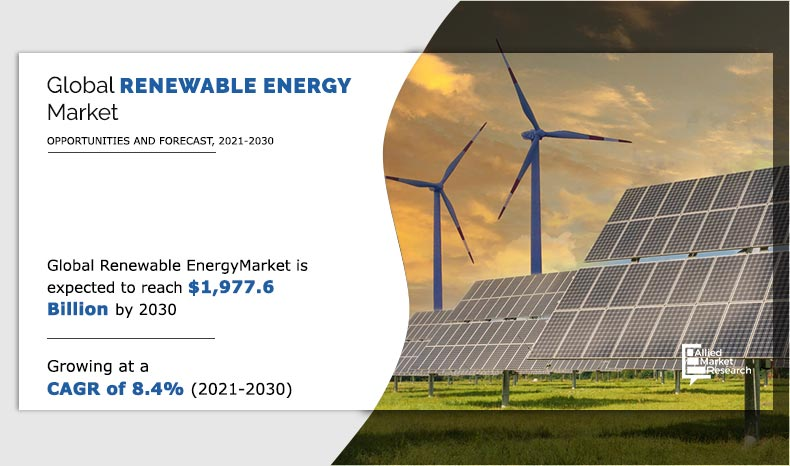 Global RENEWABLE ENERGY
Market
OPPORTUNITIES AND FORECAST, 2021-2030
Global Renewable EnergyMarket is
expected to reach $1,977.6
Billion by 2030
Growing at a
CAGR of 8.4% (2021-2030)
Allied
Market
Research